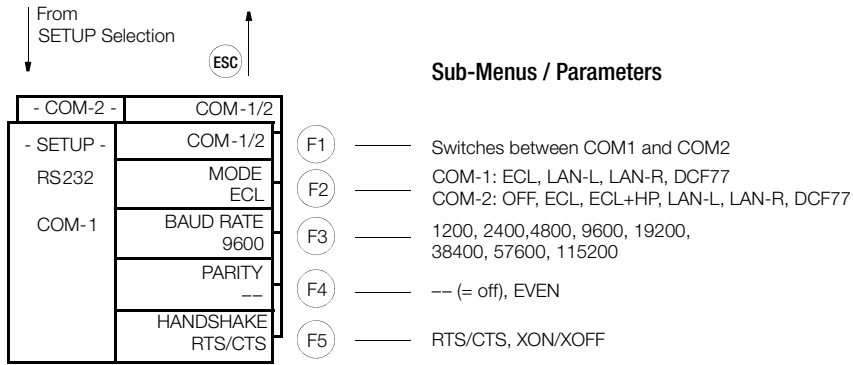 From
SETUP Selection
ESC
Sub-Menus / Parameters
- COM-2 - COM-1/2
- SETUP -
RS232
COM-1
COM-1/2
F1
Switches between COM1 and COM2
MODE
ECL
F2
COM-1: ECL, LAN-L, LAN-R, DCF77
COM-2: OFF, ECL, ECL+HP, LAN-L, LAN-R, DCF77
BAUD RATE
9600
F3
1200, 2400,4800, 9600, 19200,
38400, 57600, 115200
PARITY
––
F4
–– (= off), EVEN
HANDSHAKE
RTS/CTS
F5
RTS/CTS, XON/XOFF